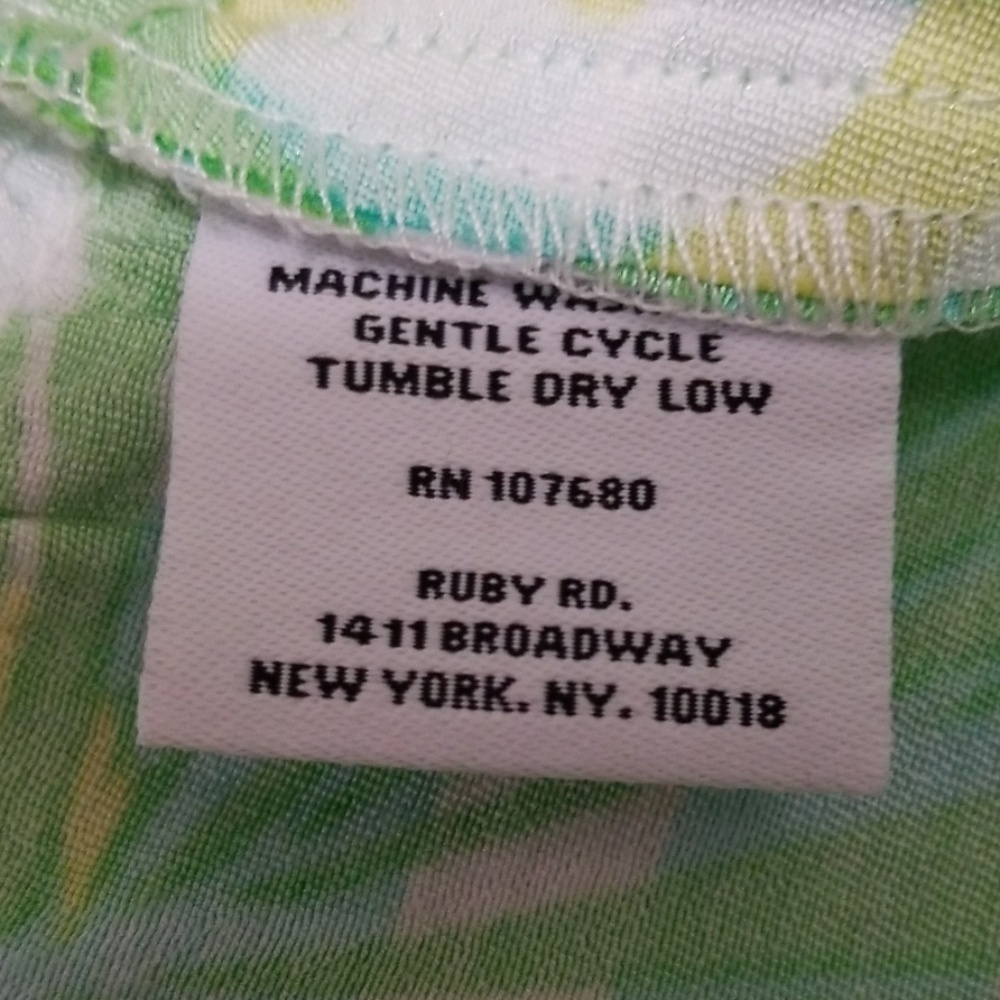 MACHINE
GENTLE CYCLE
TUMBLE DRY LOW
RN 107680
RUBY RD.
1411 BROADWAY
NEW YORK. NY. 10018